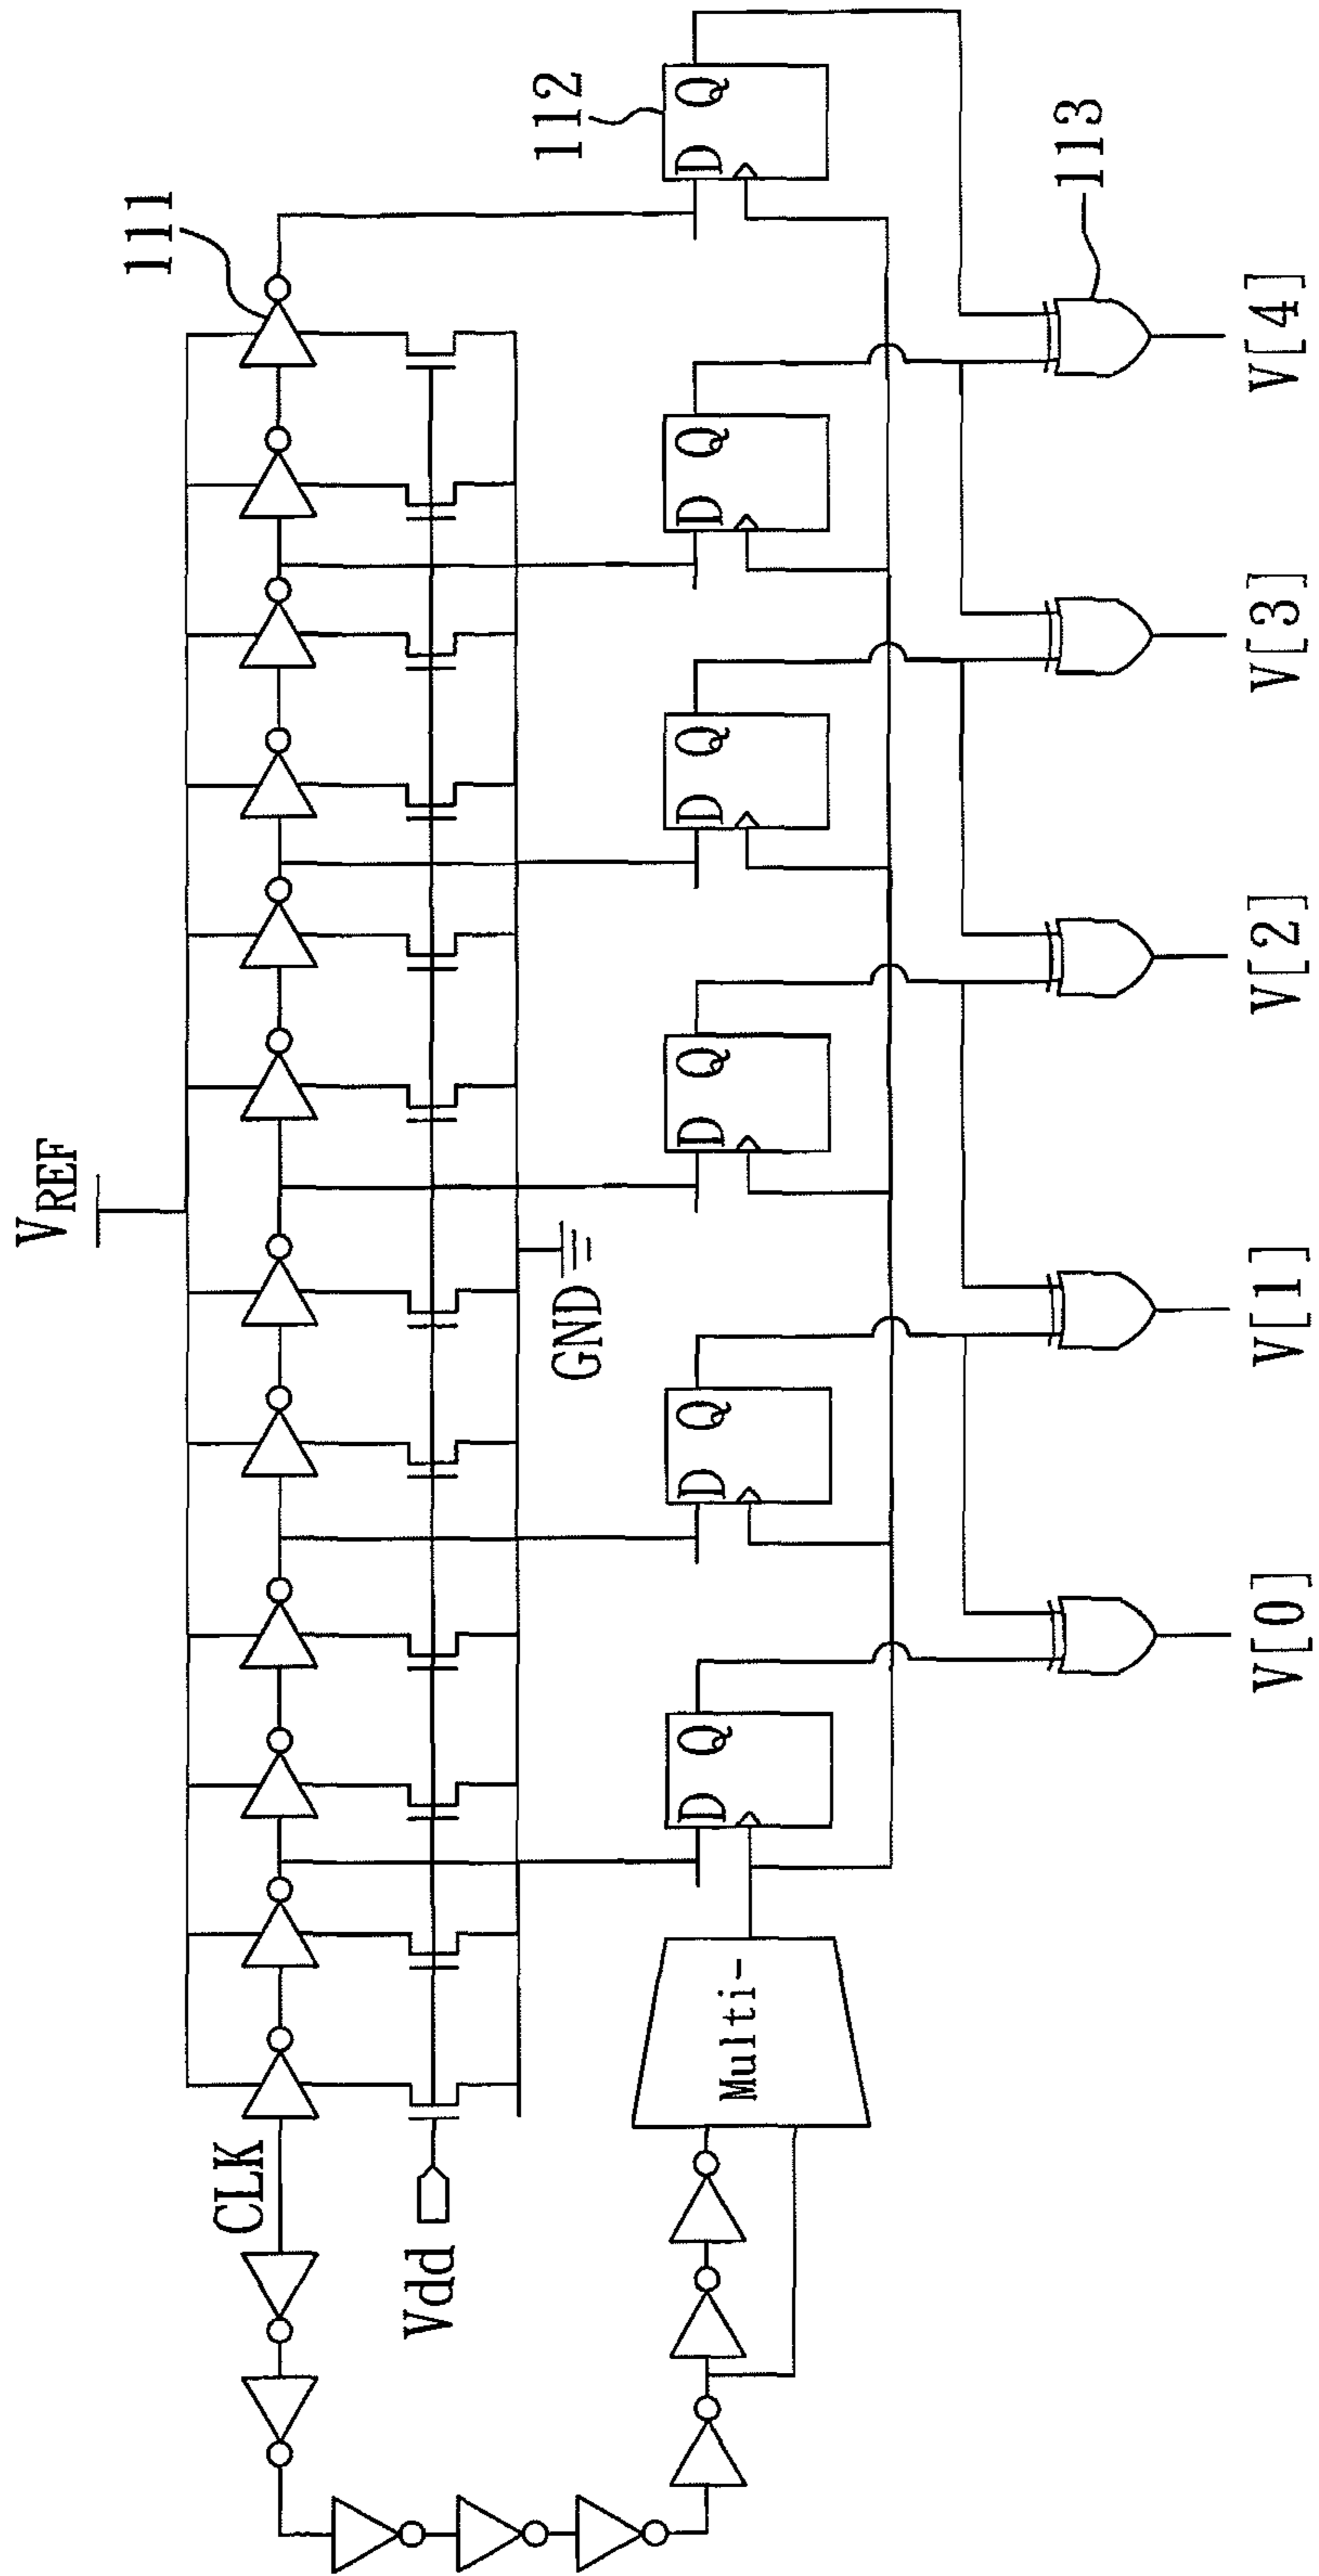 VREF
111
CLK
Vdd
GND
112
D Q
D Q
D Q
D Q
D Q
D Q
Multi-
113
V[0]
V[1]
V[2]
V[3]
V[4]